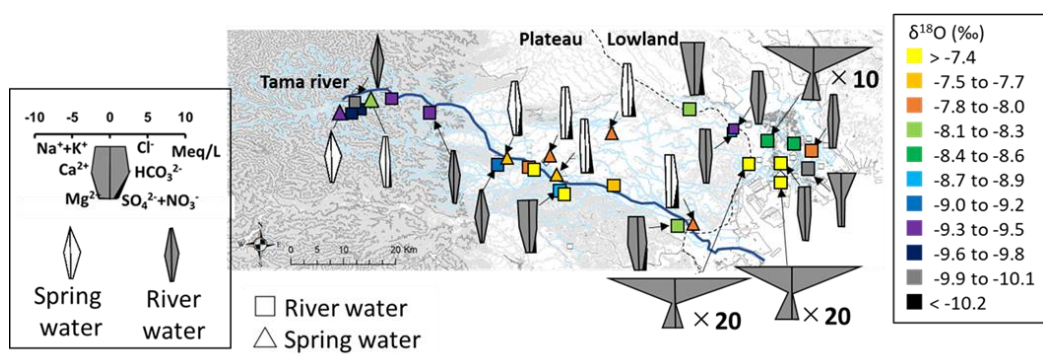 -10 -5 0 5 10
Na⁺+K⁺ Cl⁻ Meq/L
Ca²⁺ HCO₃²⁻
Mg²⁻ SO₄²⁻+NO₃⁻
Spring water
River water
Plateau Lowland
Tama river
0 5 10 20 Km
× 10
× 20
× 20
River water
Spring water
δ¹⁸O (‰)
> -7.4
-7.5 to -7.7
-7.8 to -8.0
-8.1 to -8.3
-8.4 to -8.6
-8.7 to -8.9
-9.0 to -9.2
-9.3 to -9.5
-9.6 to -9.8
-9.9 to -10.1
< -10.2